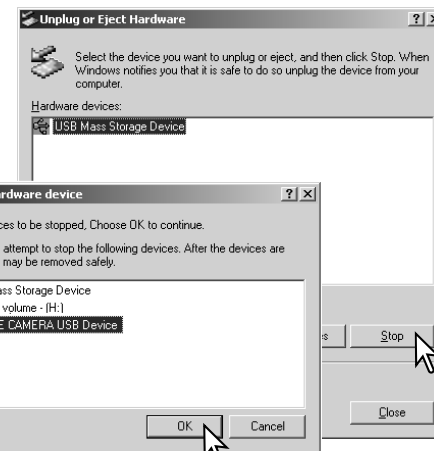 Unplug or Eject Hardware
Select the device you want to unplug or eject, and then click Stop. When
Windows notifies you that it is safe to do so unplug the device from your
computer.
Hardware devices:
USB Mass Storage Device
Stop
Close
ardware device
ces to be stopped, Choose OK to continue.
attempt to stop the following devices. After the devices are
may be removed safely.
ass Storage Device
volume - (H:)
E CAMERA USB Device
OK
Cancel